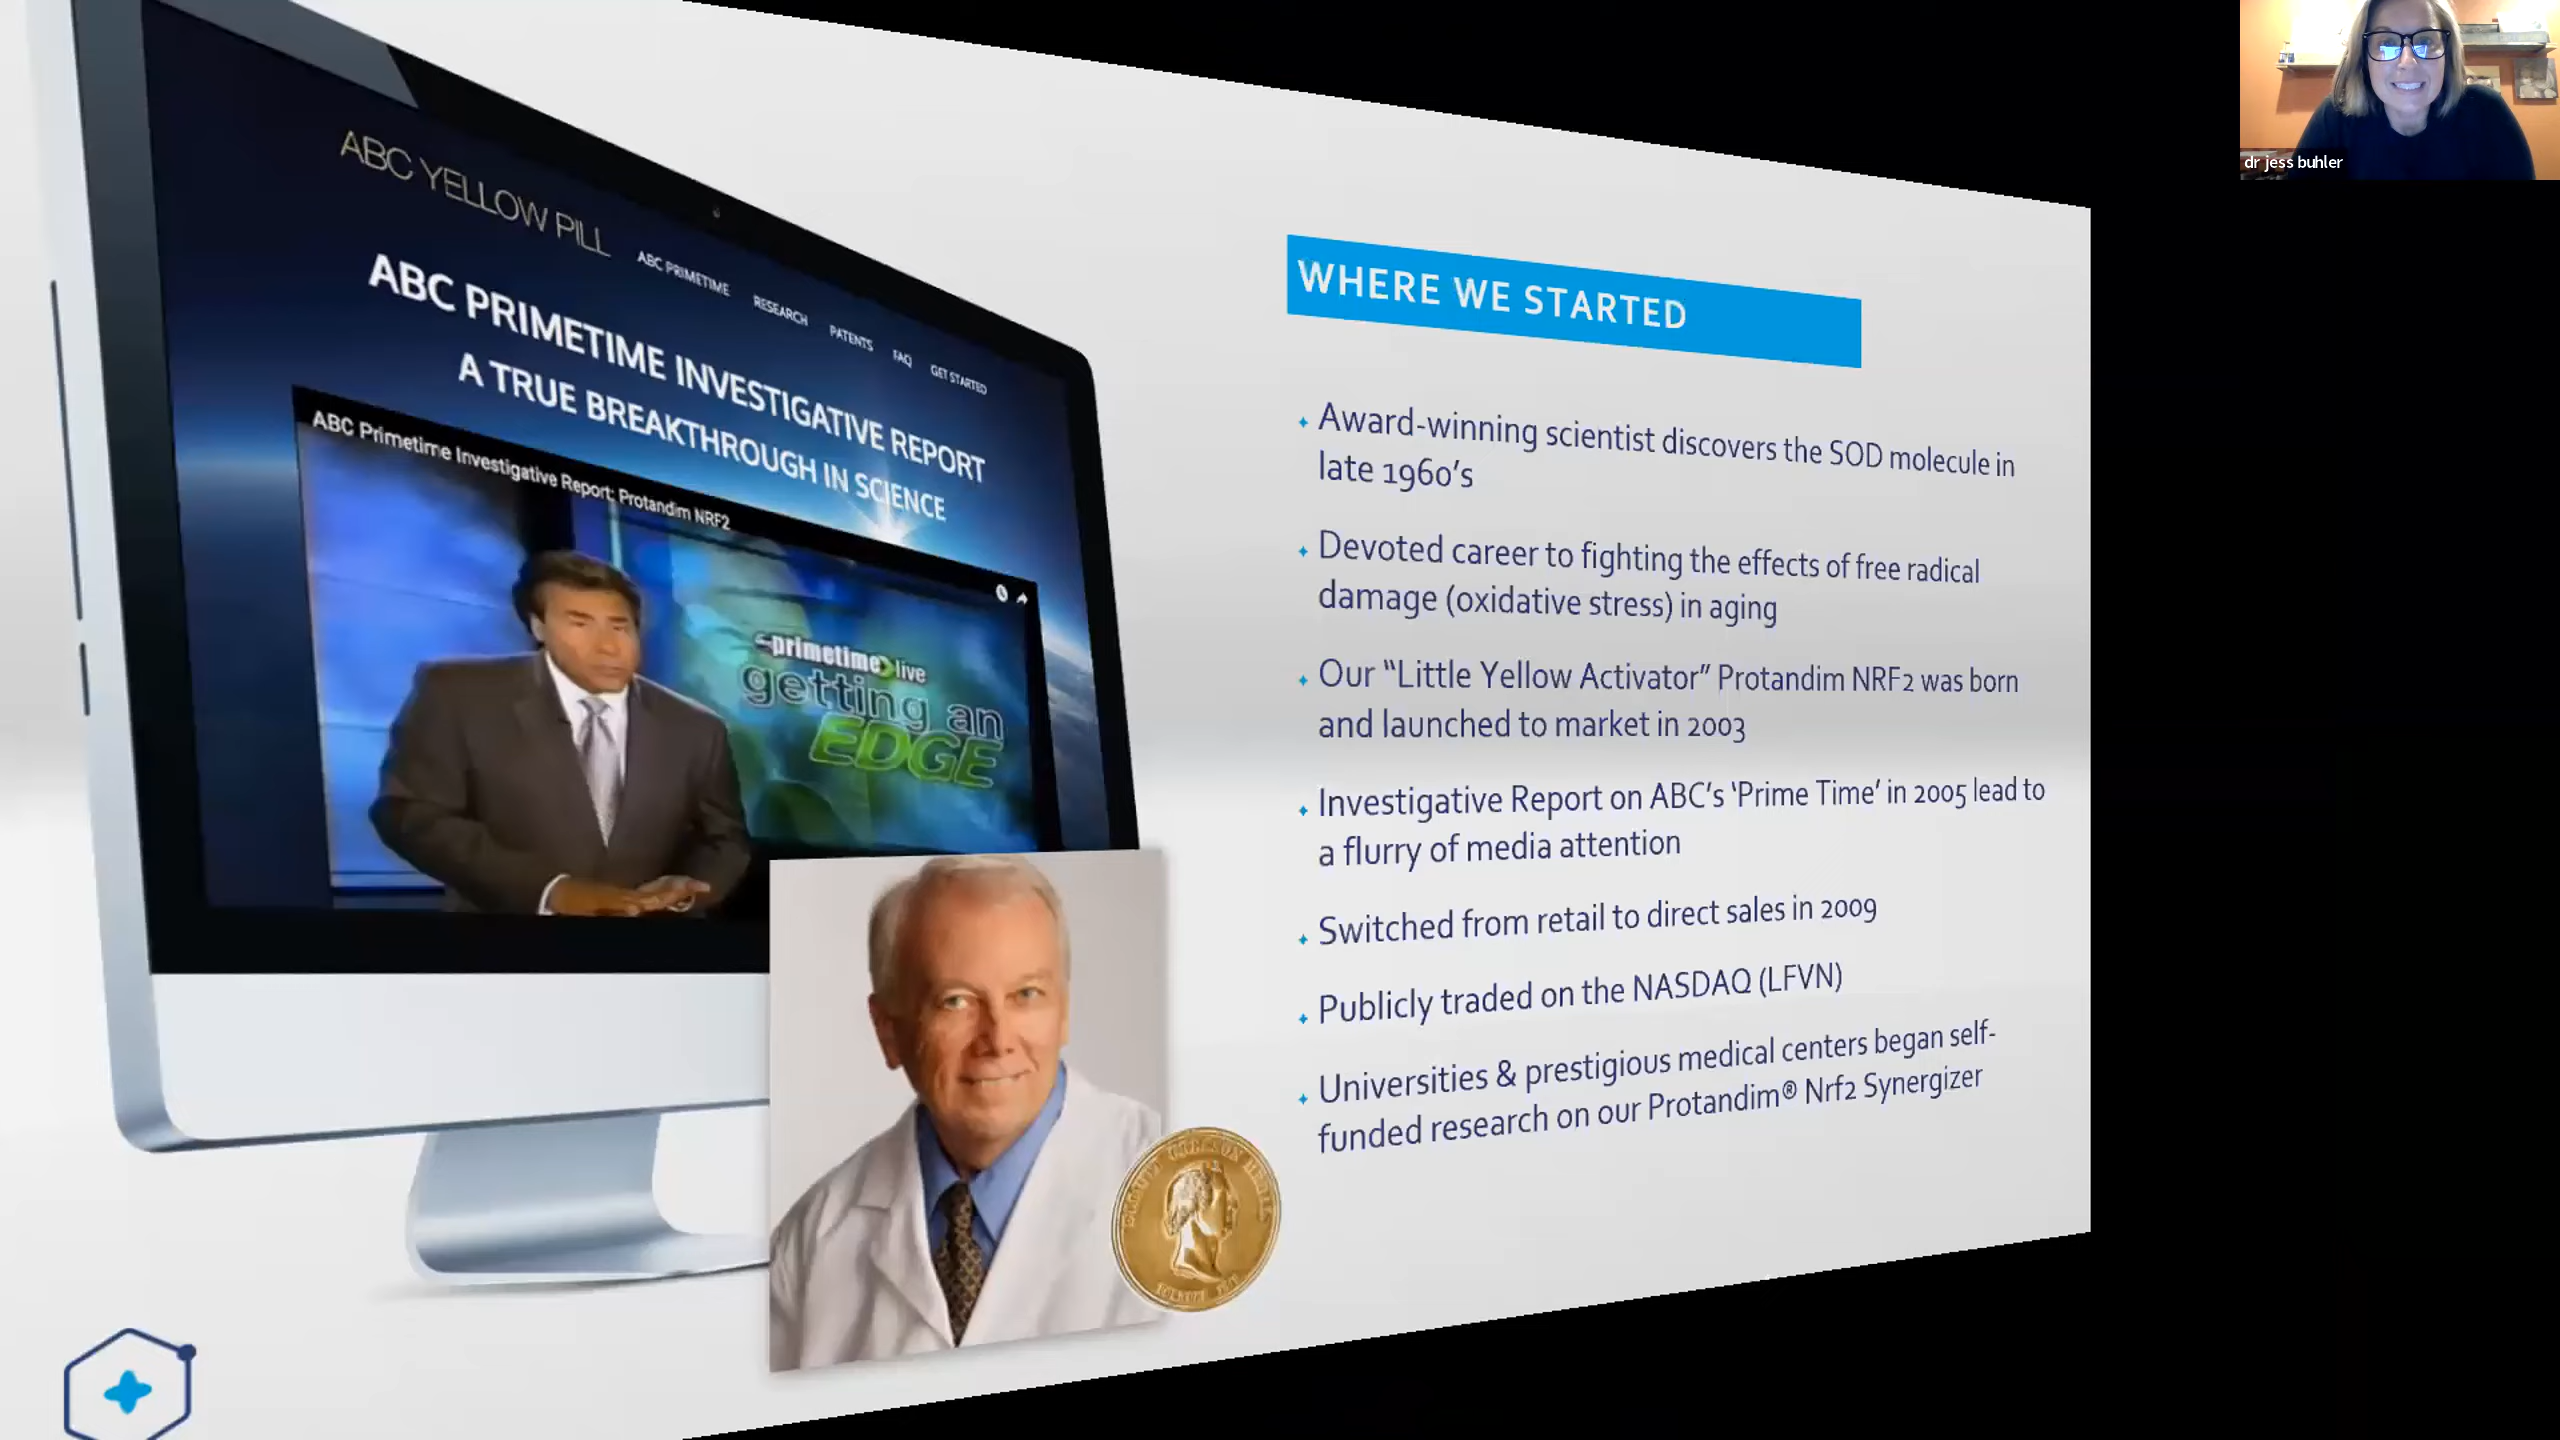 dr jess buhler
ABC YELLOW PILL
ABC PRIMETIME
RESEARCH
PATENTS
FAQ
GET STARTED
ABC PRIMETIME INVESTIGATIVE REPORT
A TRUE BREAKTHROUGH IN SCIENCE
ABC Primetime Investigative Report: Protandim NRF2
primetime live
getting an
EDGE
WHERE WE STARTED
Award-winning scientist discovers the SOD molecule in
late 1960's
Devoted career to fighting the effects of free radical
damage (oxidative stress) in aging
Our “Little Yellow Activator” Protandim NRF2 was born
and launched to market in 2003
Investigative Report on ABC's ‘Prime Time’ in 2005 lead to
a flurry of media attention
Switched from retail to direct sales in 2009
Publicly traded on the NASDAQ (LFVN)
Universities & prestigious medical centers began self-
funded research on our Protandim® Nrf2 Synergizer